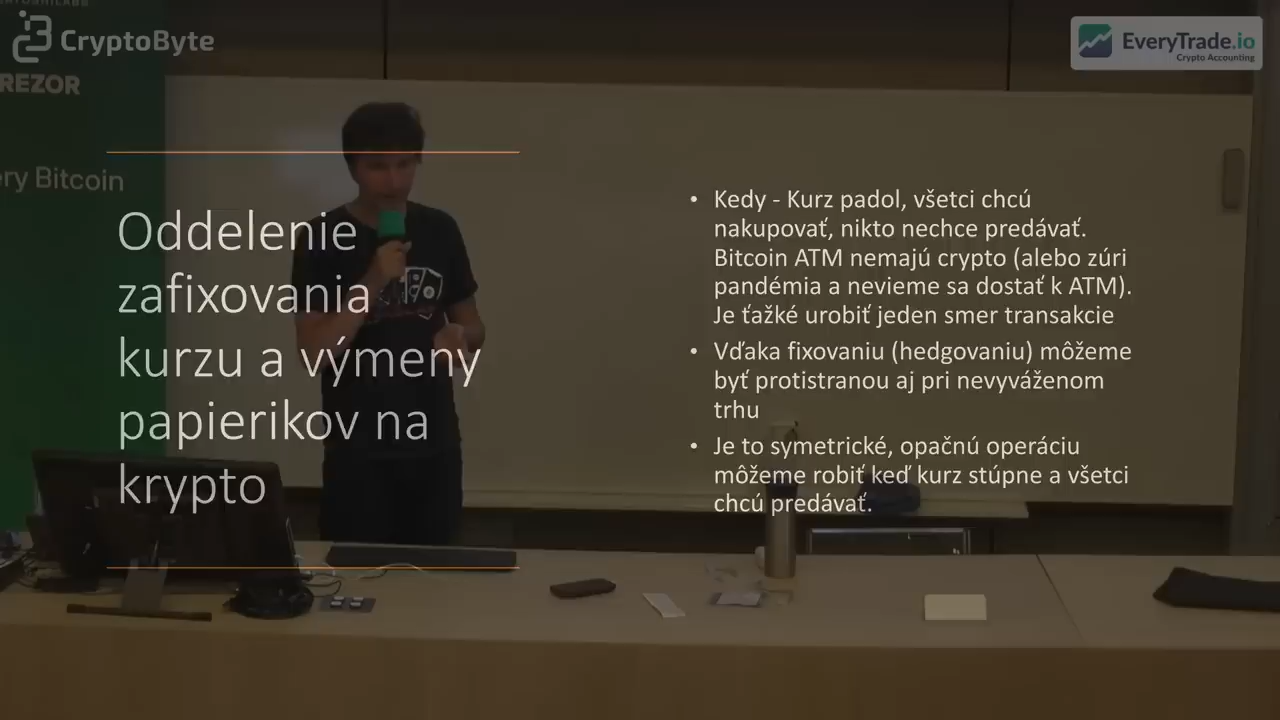 CryptoByte
REZOR
ry Bitcoin
EveryTrade.io
Crypto Accounting
Oddelenie
zafixovania
kurzu a výmeny
papierikov na
krypto
• Kedy - Kurz padol, všetci chcú
nakupovať, nikto nechce predávať.
Bitcoin ATM nemajú crypto (alebo zúri
pandémia a nevieme sa dostať k ATM).
Je ťažké urobiť jeden smer transakcie
• Vďaka fixovaniu (hedgovaniu) môžeme
byť protistranou aj pri nevyváženom
trhu
• Je to symetrické, opačnú operáciu
môžeme robiť keď kurz stúpne a všetci
chcú predávať.